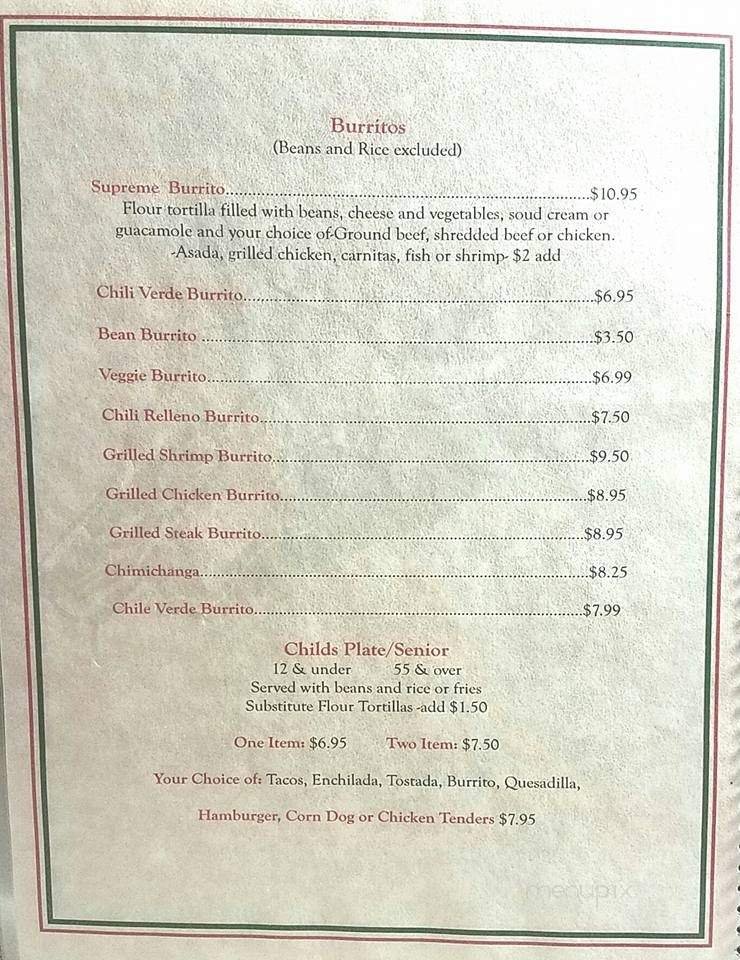 Burritos
(Beans and Rice excluded)
Supreme Burrito..........$10.95
Flour tortilla filled with beans, cheese and vegetables, soud cream or
guacamole and your choice of-Ground beef, shredded beef or chicken.
-Asada, grilled chicken, carnitas, fish or shrimp- $2 add
Chili Verde Burrito..........$6.95
Bean Burrito ..........$3.50
Veggie Burrito..........$6.99
Chili Relleno Burrito..........$7.50
Grilled Shrimp Burrito..........$9.50
Grilled Chicken Burrito..........$8.95
Grilled Steak Burrito..........$8.95
Chimichanga..........$8.25
Chile Verde Burrito..........$7.99
Childs Plate/Senior
12 & under 55 & over
Served with beans and rice or fries
Substitute Flour Tortillas -add $1.50
One Item: $6.95 Two Item: $7.50
Your Choice of: Tacos, Enchilada, Tostada, Burrito, Quesadilla,
Hamburger, Corn Dog or Chicken Tenders $7.95
menupix